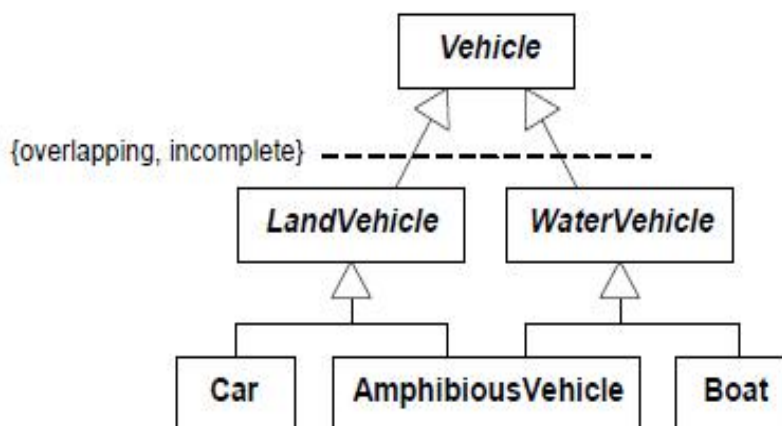 Vehicle
{overlapping, incomplete}
LandVehicle
WaterVehicle
Car
AmphibiousVehicle
Boat